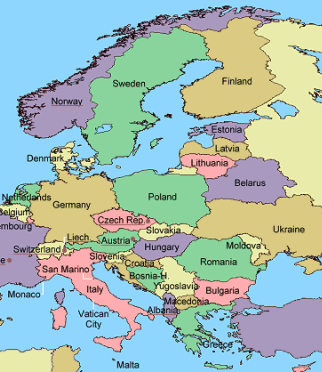 Sweden
Finland
Norway
Estonia
Latvia
Denmark
Lithuania
Belarus
Netherlands
Poland
Belgium
Germany
embourg
Czech Rep.
Ukraine
Slovakia
Liech
Austria
Moldova
Switzerland
Hungary
Slovenia
Romania
San Marino
Croatia
Bosnia-H.
Yugoslavia
Italy
Bulgaria
Monaco
Macedonia
Vatican
City
Albania
Greece
Malta